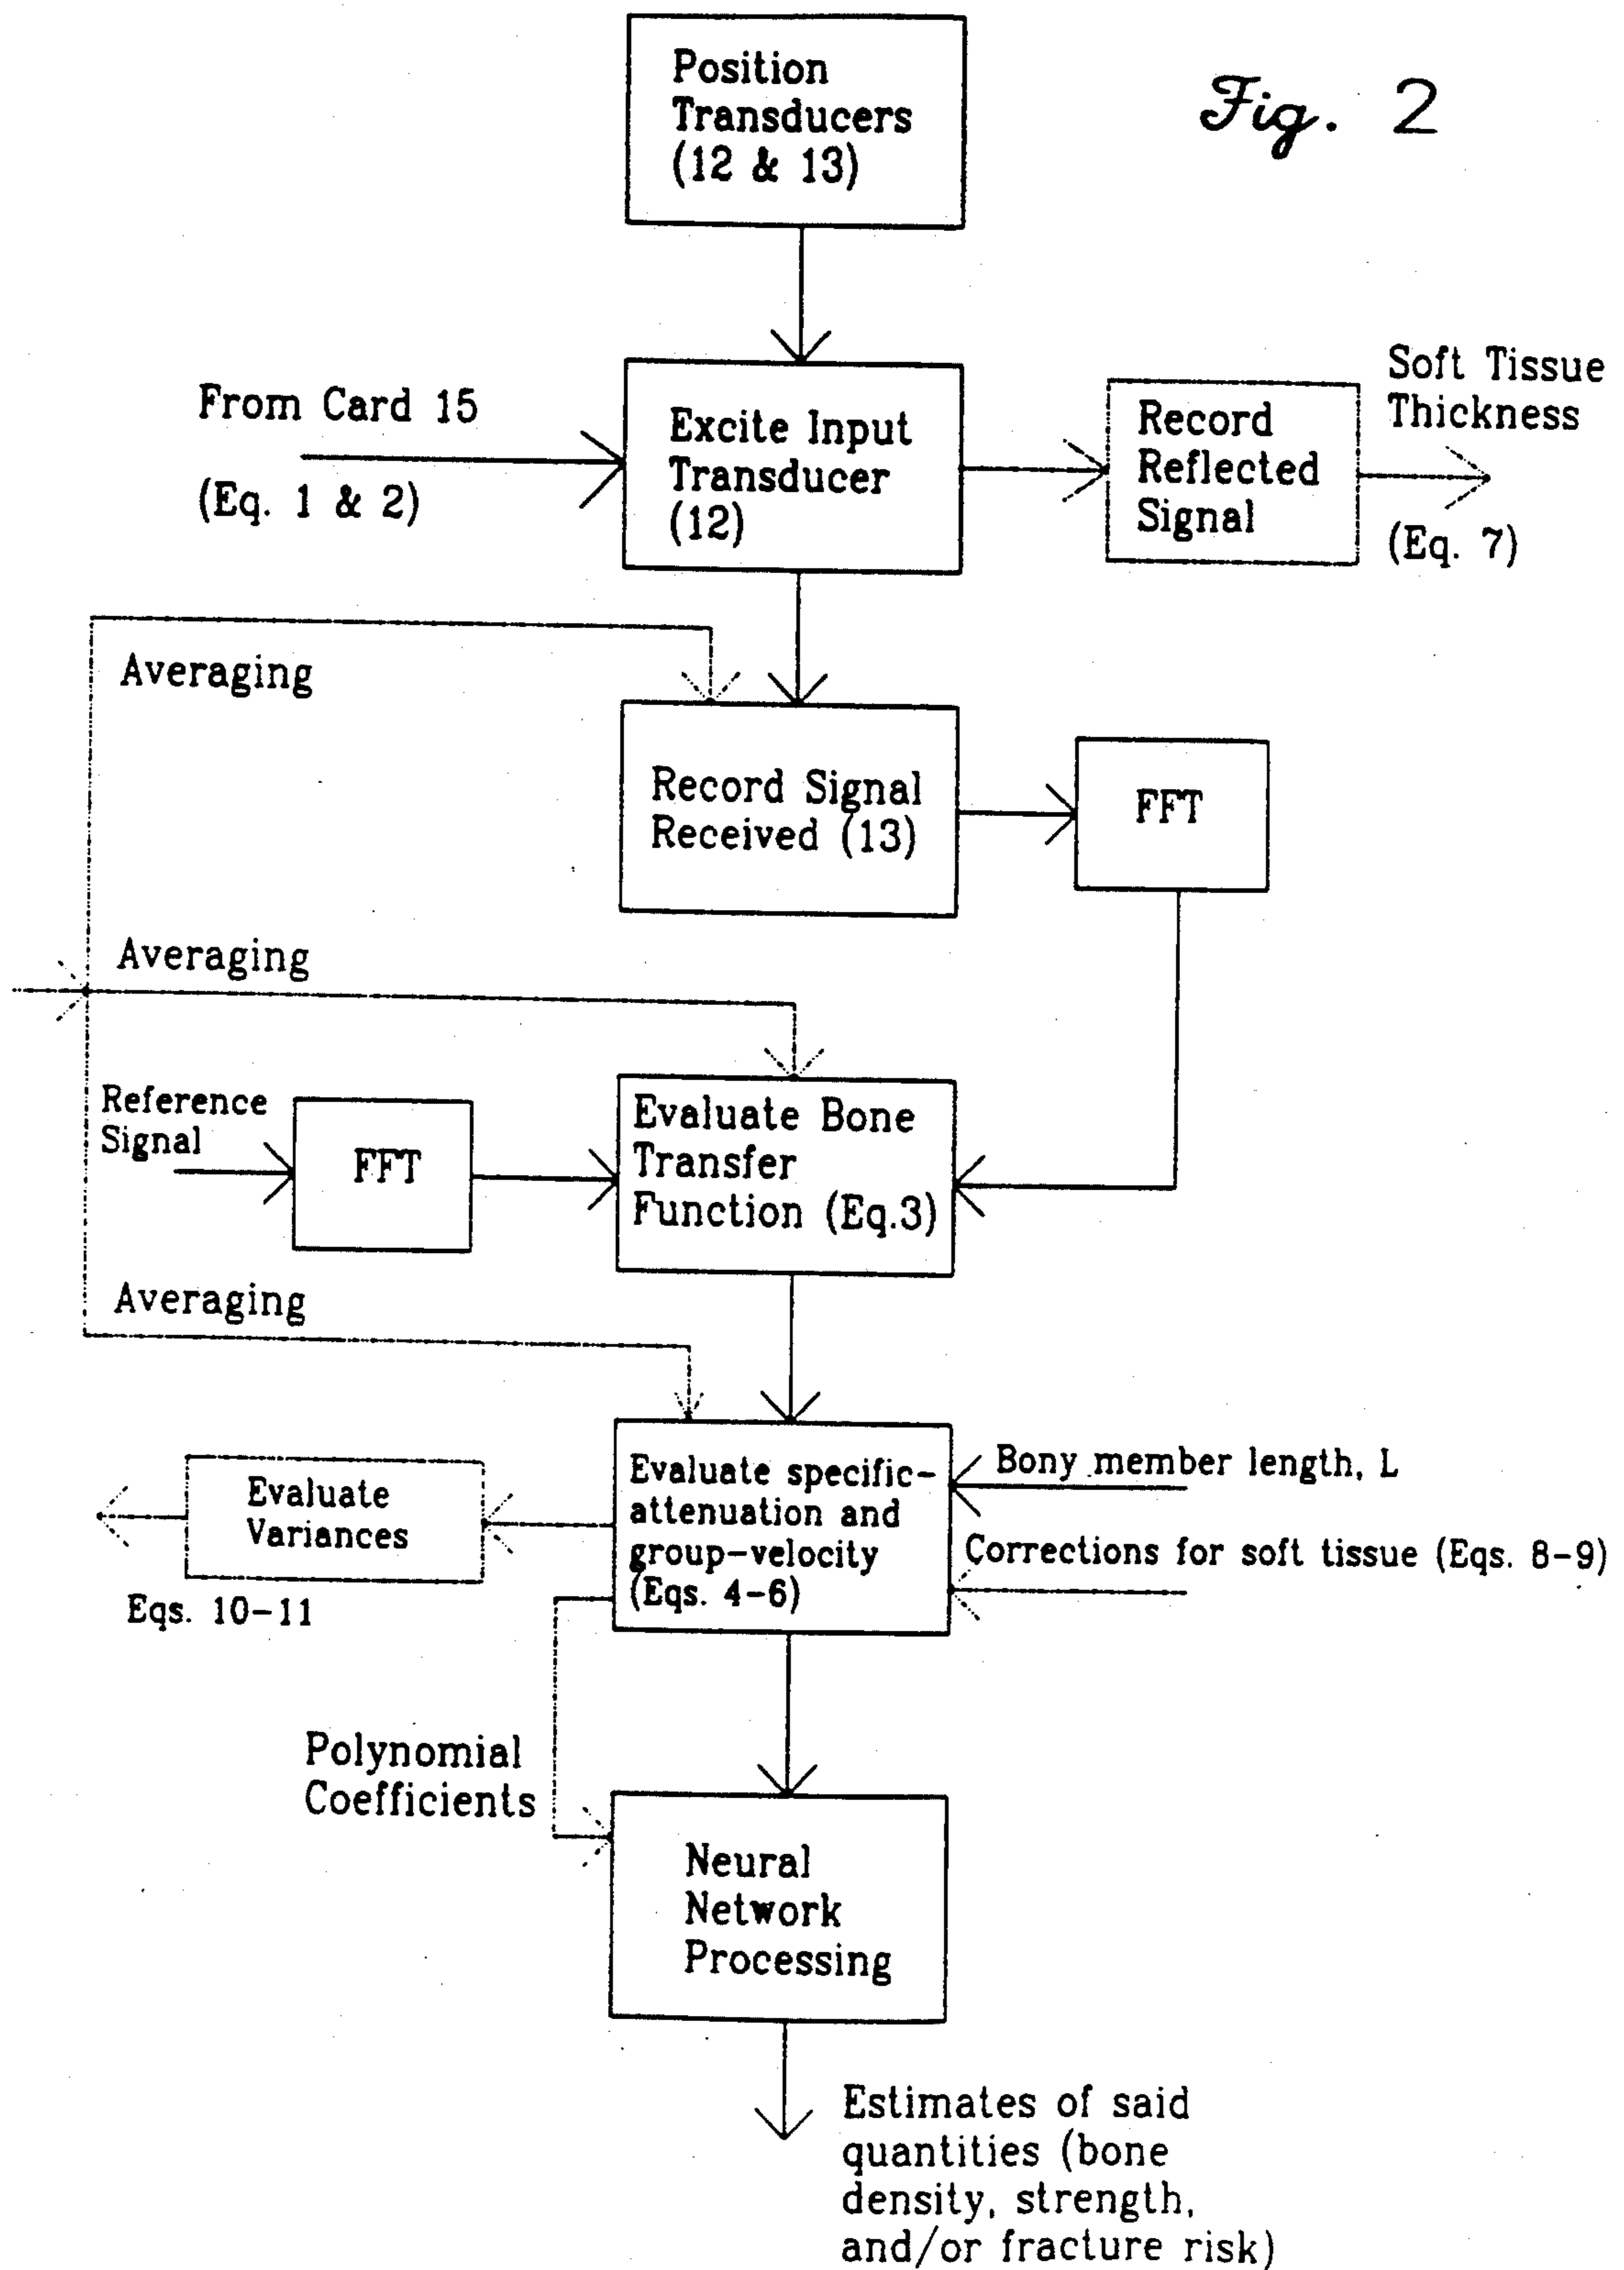 Position
Transducers
(12 & 13)
Fig. 2
From Card 15
(Eq. 1 & 2)
Excite Input
Transducer
(12)
Record
Reflected
Signal
Soft Tissue
Thickness
(Eq. 7)
Averaging
Record Signal
Received (13)
FFT
Averaging
Reference
Signal
FFT
Evaluate Bone
Transfer
Function (Eq.3)
Averaging
Evaluate
Variances
Eqs. 10-11
Evaluate specific-
attenuation and
group-velocity
(Eqs. 4-6)
Bony member length, L
Corrections for soft tissue (Eqs. 8-9)
Polynomial
Coefficients
Neural
Network
Processing
Estimates of said
quantities (bone
density, strength,
and/or fracture risk)